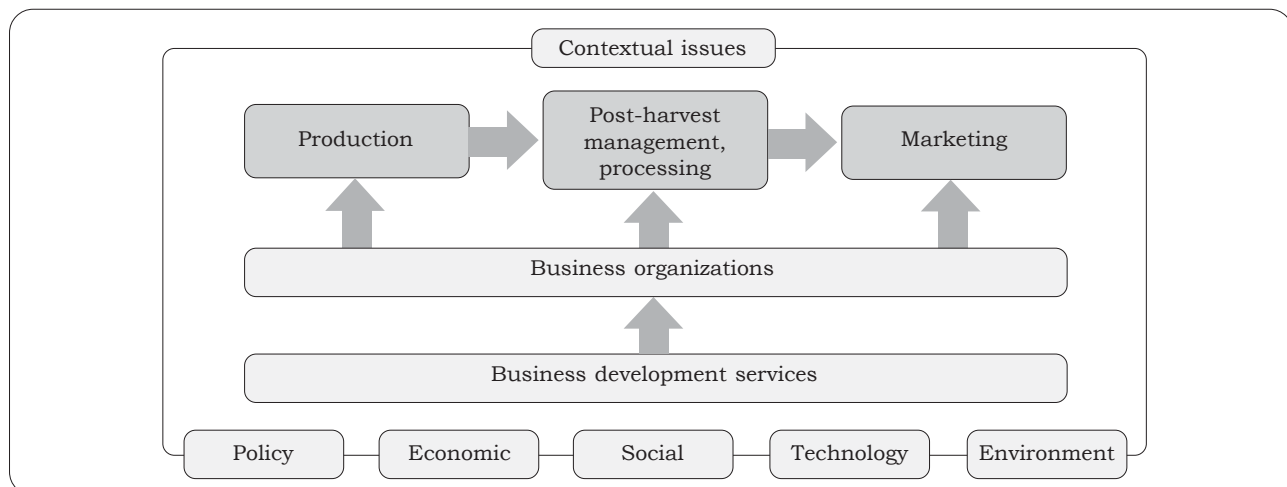 Contextual issues
Production
Post-harvest
management,
processing
Marketing
Business organizations
Business development services
Policy
Economic
Social
Technology
Environment